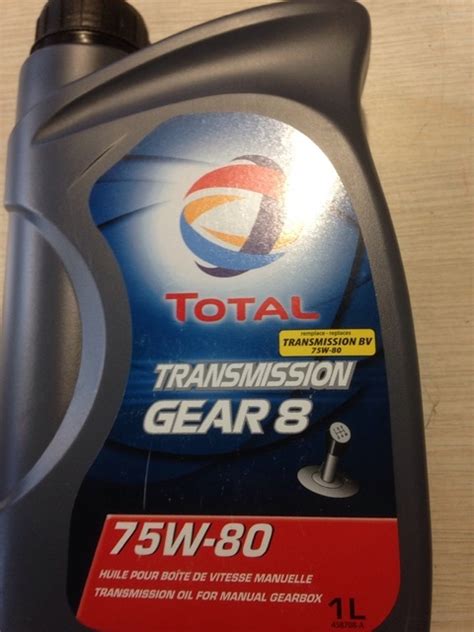 TOTAL
remplace - replaces
TRANSMISSION BV
75W-80
TRANSMISSION
GEAR 8
75W-80
HUILE POUR BOÎTE DE VITESSE MANUELLE
TRANSMISSION OIL FOR MANUAL GEARBOX
1L